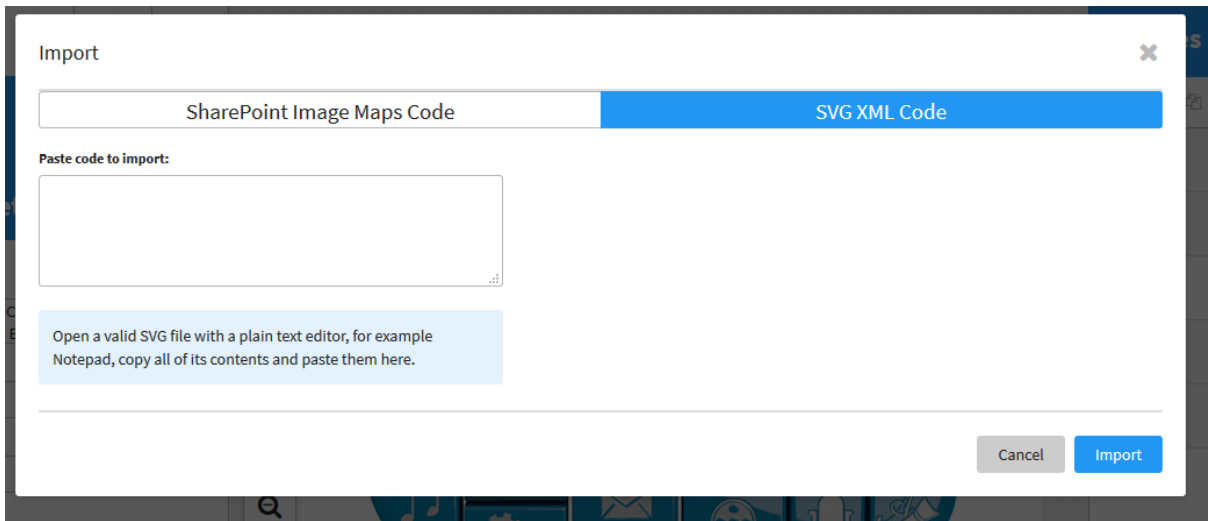 Import
SharePoint Image Maps Code
SVG XML Code
Paste code to import:
Open a valid SVG file with a plain text editor, for example
Notepad, copy all of its contents and paste them here.
Cancel
Import